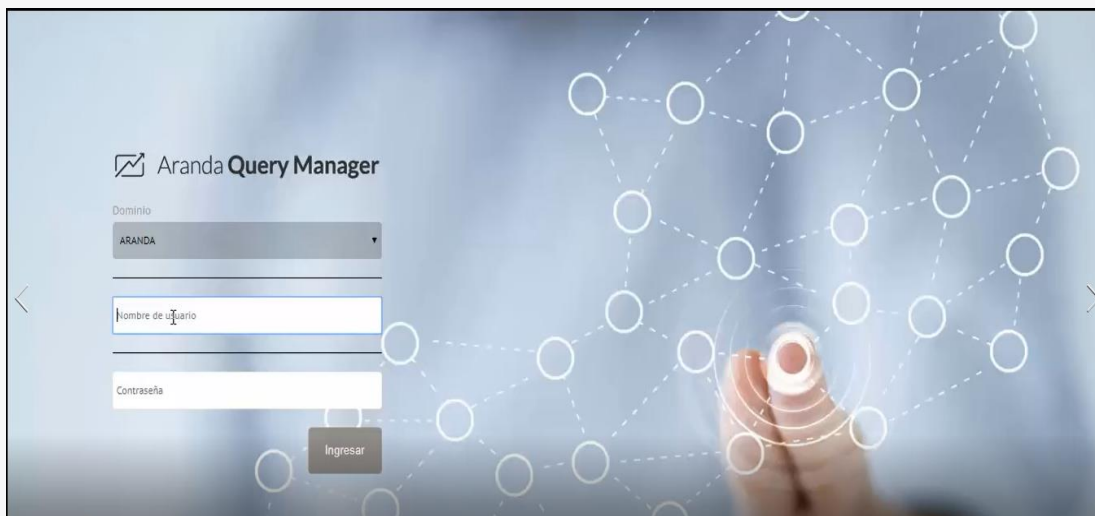 Aranda Query Manager
Dominio
ARANDA
Nombre de usuario
Contraseña
Ingresar